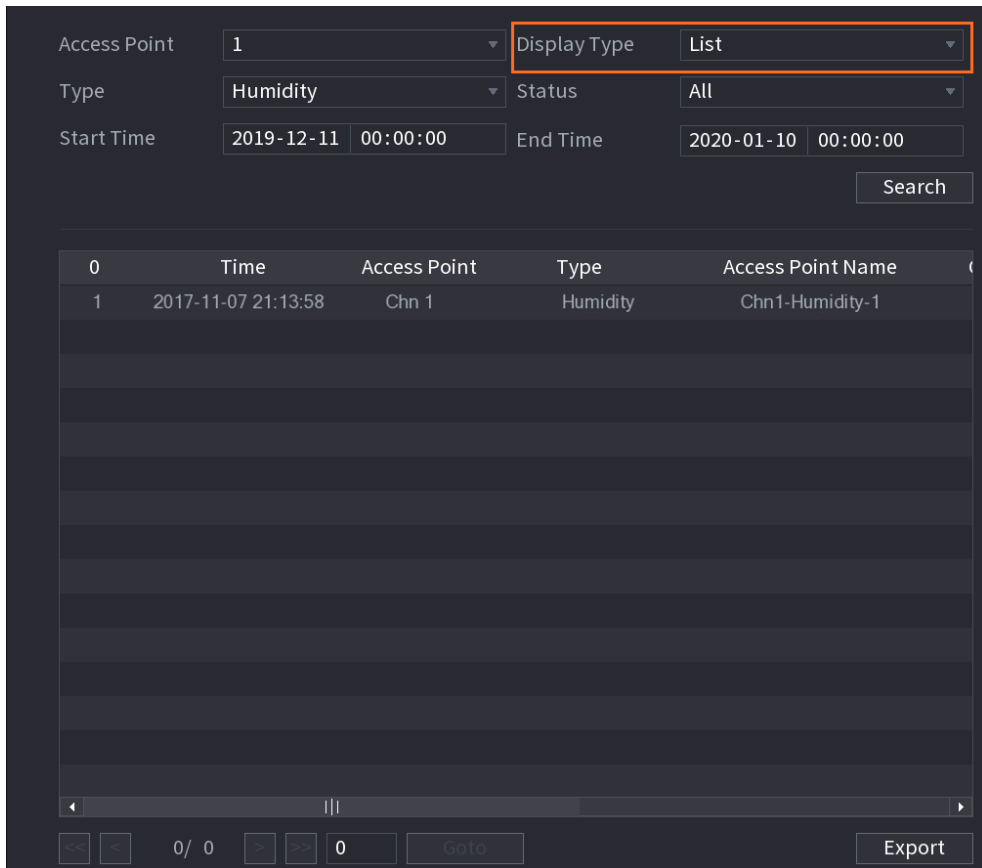 Access Point 1 Display Type List
Type Humidity Status All
Start Time 2019-12-11 00:00:00 End Time 2020-01-10 00:00:00
Search
0 Time Access Point Type Access Point Name
1 2017-11-07 21:13:58 Chn 1 Humidity Chn1-Humidity-1
<< < 0/ 0 > >> 0 Goto Export